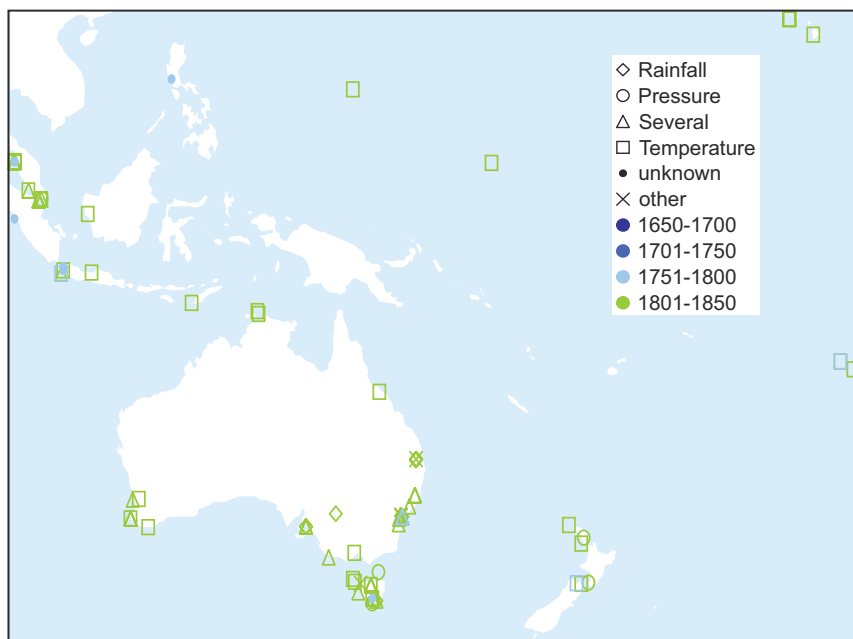 Rainfall
Pressure
Several
Temperature
unknown
other
1650-1700
1701-1750
1751-1800
1801-1850